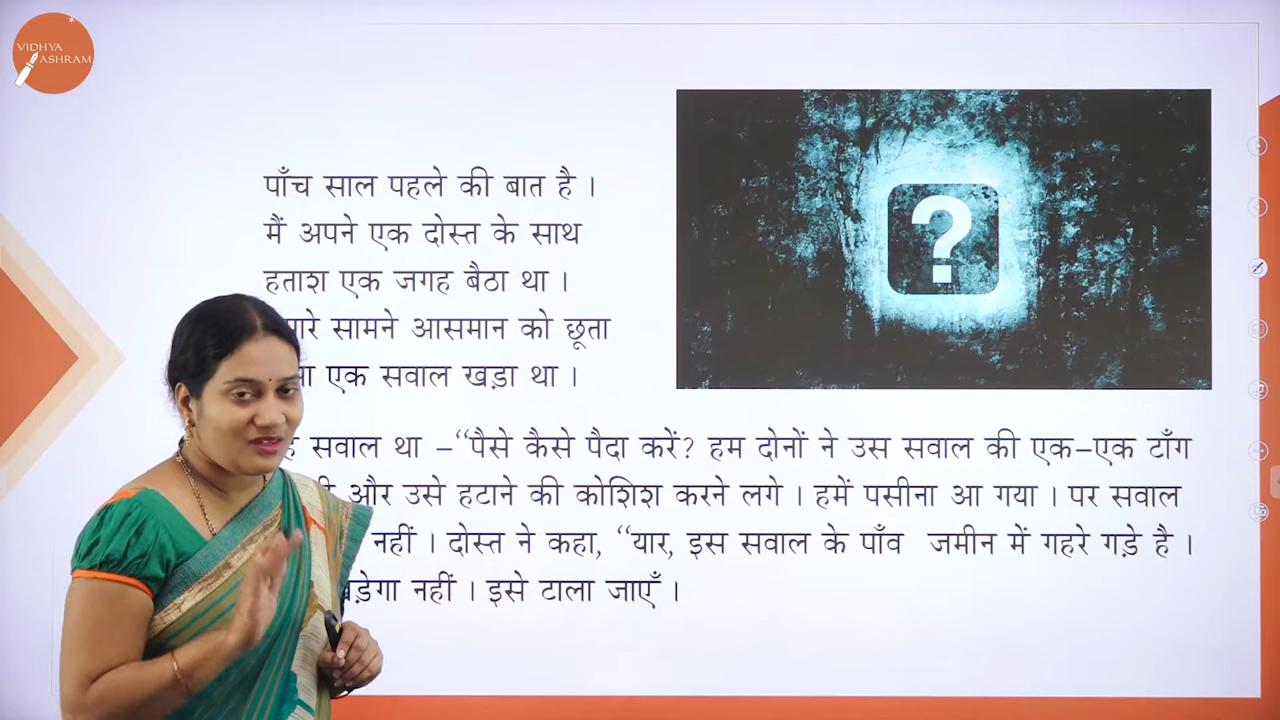 VIDHYA
ASHRAM
पाँच साल पहले की बात है ।
मैं अपने एक दोस्त के साथ
हताश एक जगह बैठा था ।
सामने आसमान को छूता
एक सवाल खड़ा था ।
सवाल था –“पैसे कैसे पैदा करें? हम दोनों ने उस सवाल की एक–एक टाँग
और उसे हटाने की कोशिश करने लगे । हमें पसीना आ गया । पर सवाल
नहीं । दोस्त ने कहा, “यार, इस सवाल के पाँव जमीन में गहरे गड़े है ।
नहीं । इसे टाला जाएँ ।
?